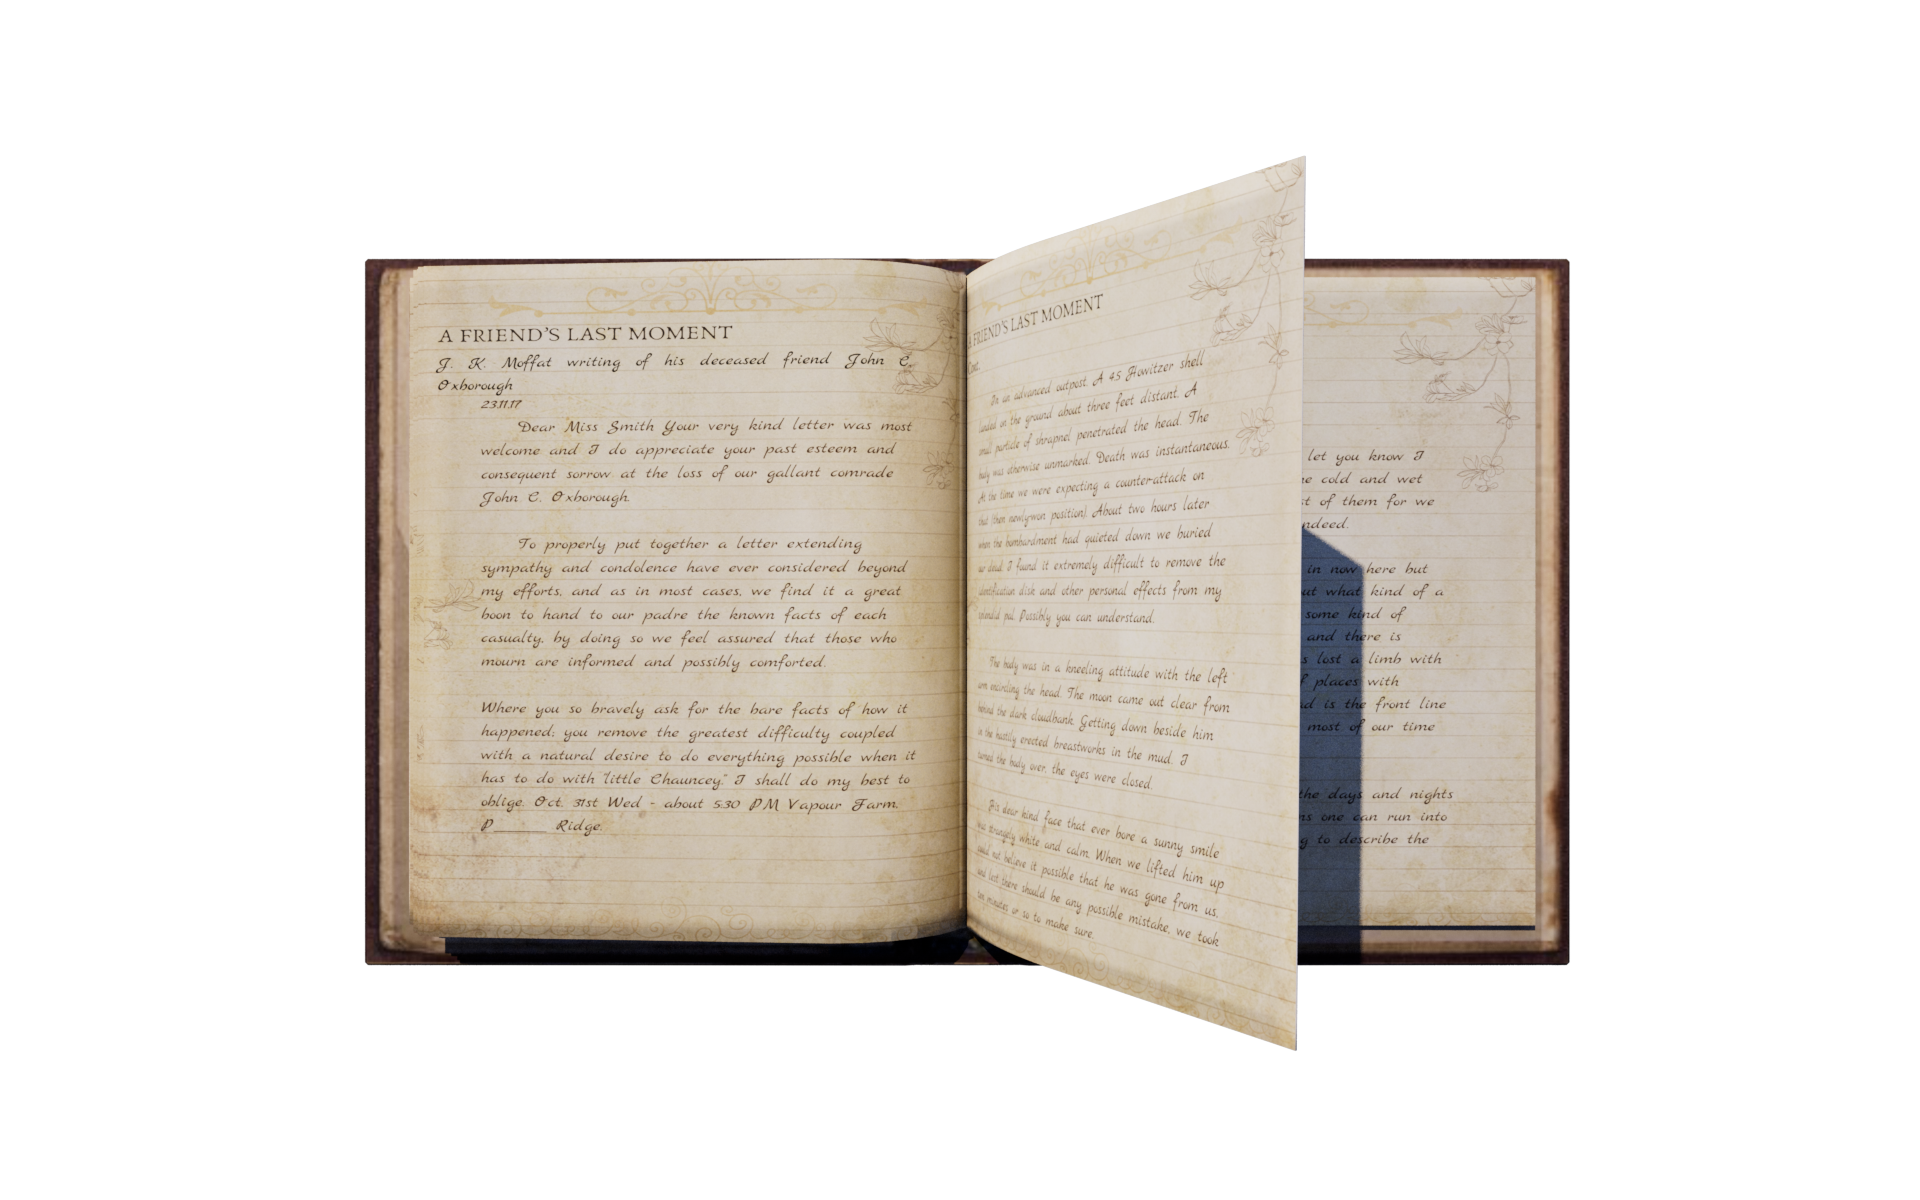 A FRIEND'S LAST MOMENT
J. K. Moffat writing of his deceased friend John C.
Oxborough
23.11.17
Dear Miss Smith Your very kind letter was most
welcome and I do appreciate your past esteem and
consequent sorrow at the loss of our gallant comrade
John C. Oxborough.
To properly put together a letter extending
sympathy and condolence have ever considered beyond
my efforts, and as in most cases, we find it a great
boon to hand to our padre the known facts of each
casualty, by doing so we feel assured that those who
mourn are informed and possibly comforted.
Where you so bravely ask for the bare facts of how it
happened; you remove the greatest difficulty coupled
with a natural desire to do everything possible when it
has to do with "little Chauncey." I shall do my best to
oblige. Oct. 31st Wed - about 5:30 PM Vapour Farm.
P______ Ridge.
A FRIEND'S LAST MOMENT
Cont.
On an advanced outpost. A 4.5 Howitzer shell
landed on the ground about three feet distant. A
small particle of shrapnel penetrated the head. The
body was otherwise unmarked. Death was instantaneous.
At the time we were expecting a counter-attack on
that (then newly-won position). About two hours later
when the bombardment had quieted down we buried
our dead. I found it extremely difficult to remove the
identification disk and other personal effects from my
splendid pal. Possibly you can understand.
The body was in a kneeling attitude with the left
arm encircling the head. The moon came out clear from
behind the dark cloudbank. Getting down beside him
in the hastily erected breastworks in the mud. I
turned the body over, the eyes were closed.
His dear kind face that ever bore a sunny smile
was strangely white and calm. When we lifted him up
could not believe it possible that he was gone from us,
and lest there should be any possible mistake, we took
ten minutes or so to make sure.
let you know I
cold and wet
of them for we
indeed.
in now here but
what kind of a
some kind of
and there is
lost a limb with
places with
is the front line
most of our time
the days and nights
one can run into
to describe the